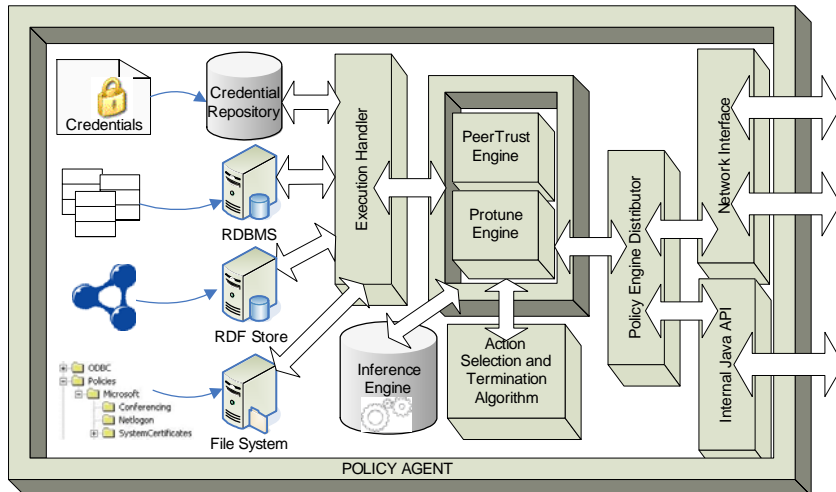 Credentials
Credential
Repository
RDBMS
RDF Store
ODBC
Policies
Microsoft
Conferencing
Netlogon
SystemCertificates
File System
Execution Handler
PeerTrust
Engine
Protune
Engine
Inference
Engine
Action
Selection and
Termination
Algorithm
Policy Engine Distributor
Network Interface
Internal Java API
POLICY AGENT